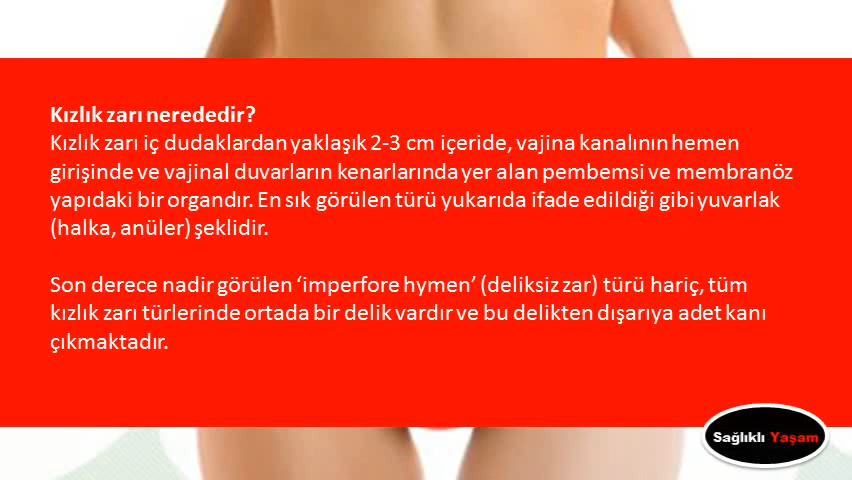 Kızlık zarı nerededir?
Kızlık zarı iç dudaklardan yaklaşık 2-3 cm içeride, vajina kanalının hemen
girişinde ve vajinal duvarların kenarlarında yer alan pembemsi ve membranöz
yapıdaki bir organdır. En sık görülen türü yukarıda ifade edildiği gibi yuvarlak
(halka, anüler) şeklidir.
Son derece nadir görülen ‘imperfore hymen’ (deliksiz zar) türü hariç, tüm
kızlık zarı türlerinde ortada bir delik vardır ve bu delikten dışarıya adet kanı
çıkmaktadır.
Sağlıklı Yaşam